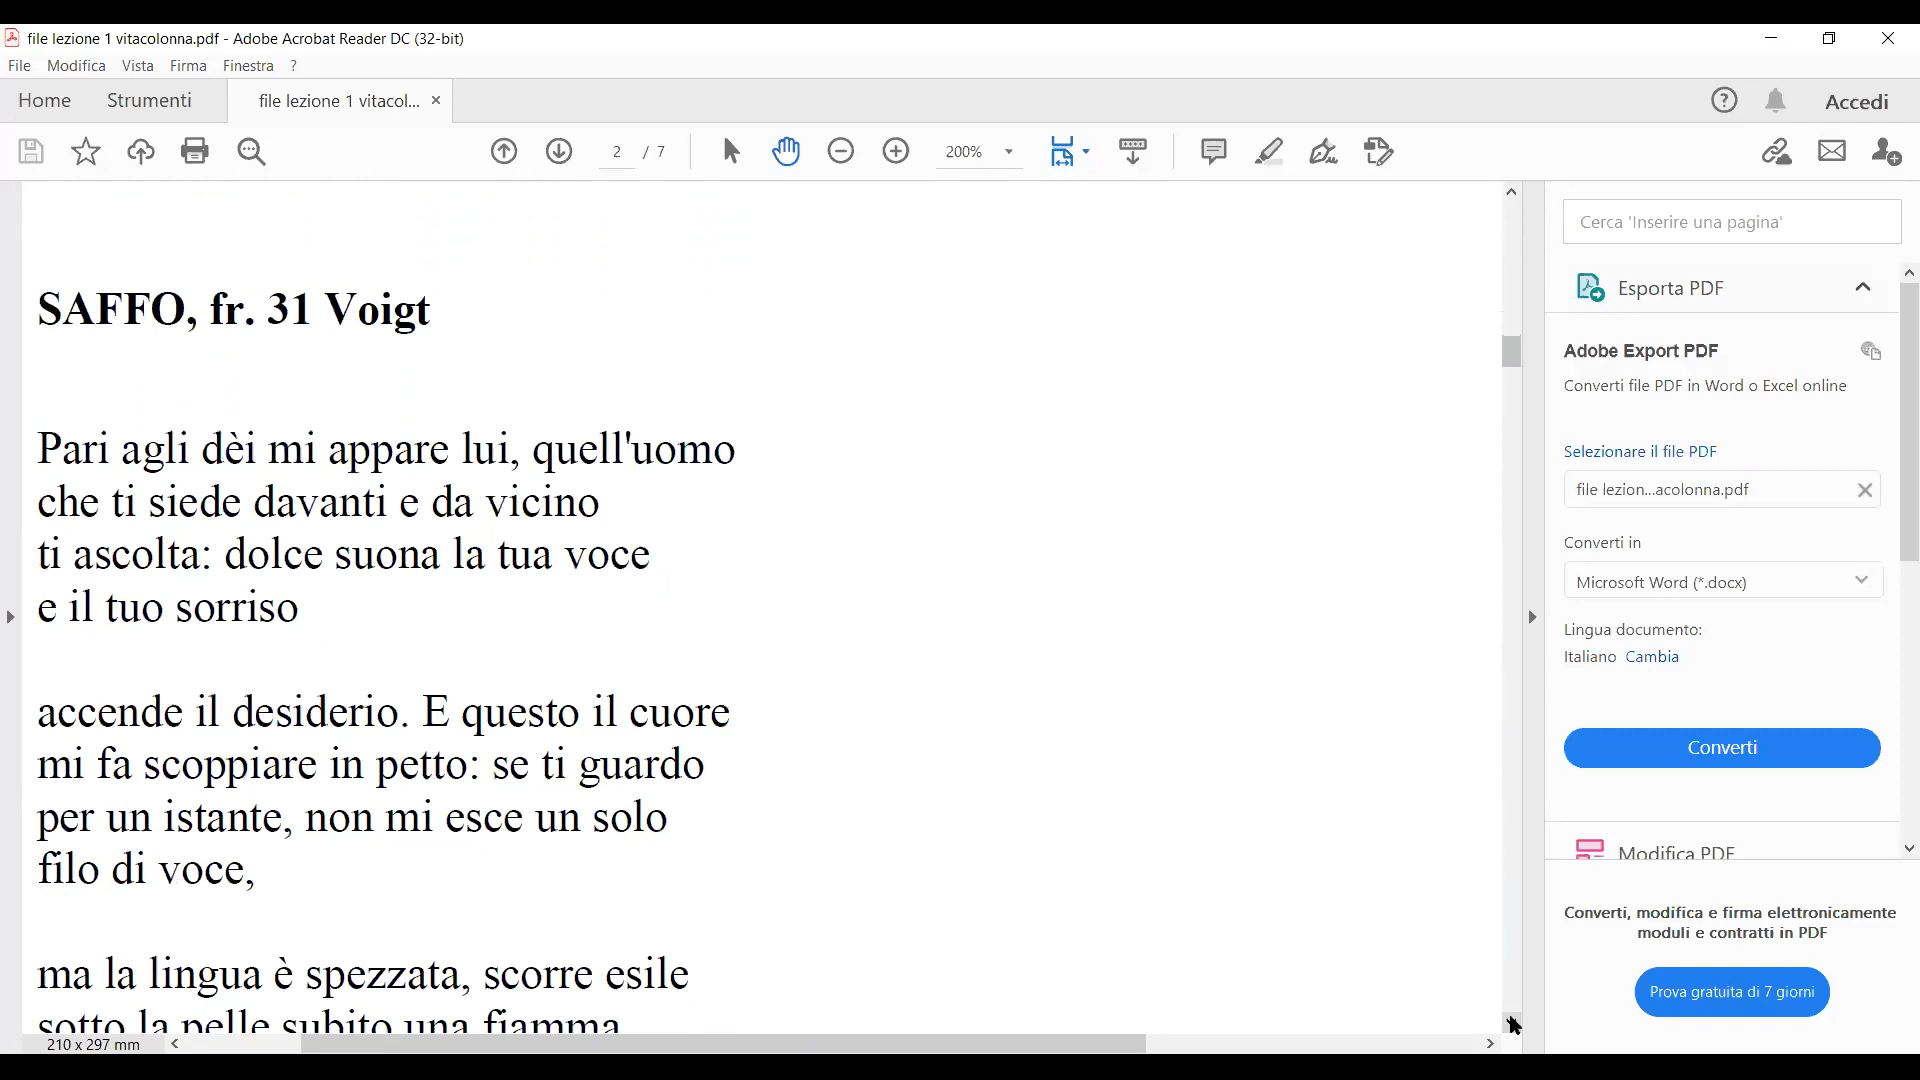 file lezione 1 vitacolonna.pdf - Adobe Acrobat Reader DC (32-bit)
File Modifica Vista Firma Finestra ?
Home Strumenti file lezione 1 vitacol... Accedi
2 / 7 200%
SAFFO, fr. 31 Voigt
Pari agli dèi mi appare lui, quell'uomo
che ti siede davanti e da vicino
ti ascolta: dolce suona la tua voce
e il tuo sorriso
accende il desiderio. E questo il cuore
mi fa scoppiare in petto: se ti guardo
per un istante, non mi esce un solo
filo di voce,
ma la lingua è spezzata, scorre esile
sotto la pelle subito una fiamma
210 x 297 mm
Cerca 'Inserire una pagina'
Esporta PDF
Adobe Export PDF
Converti file PDF in Word o Excel online
Selezionare il file PDF
file lezion...acolonna.pdf
Converti in
Microsoft Word (*.docx)
Lingua documento:
Italiano Cambia
Converti
Modifica PDF
Converti, modifica e firma elettronicamente
moduli e contratti in PDF
Prova gratuita di 7 giorni